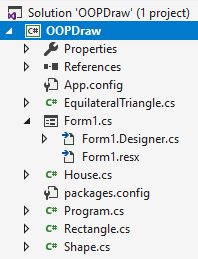 Solution 'OOPDraw' (1 project)
C# OOPDraw
Properties
References
App.config
C# EquilateralTriangle.cs
Form1.cs
Form1.Designer.cs
Form1.resx
C# House.cs
packages.config
C# Program.cs
C# Rectangle.cs
C# Shape.cs